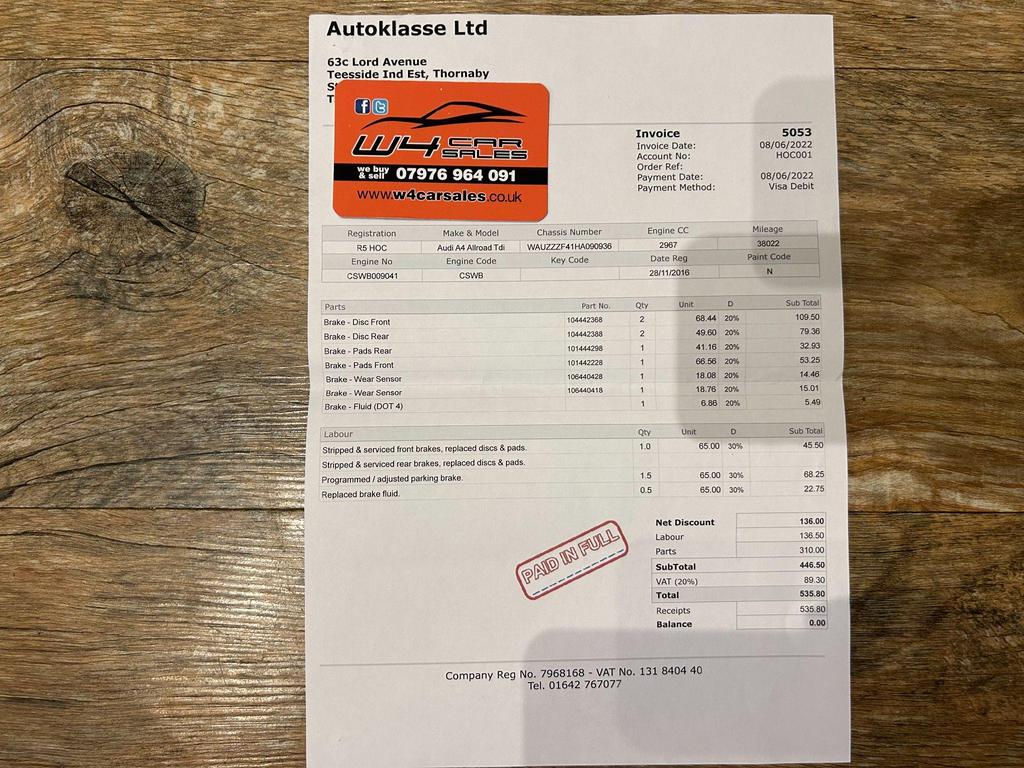 Autoklasse Ltd
63c Lord Avenue
Teesside Ind Est, Thornaby
W4 CAR SALES
we buy & sell 07976 964 091
www.w4carsales.co.uk
Invoice 5053
Invoice Date: 08/06/2022
Account No: HOC001
Order Ref:
Payment Date: 08/06/2022
Payment Method: Visa Debit
Registration Make & Model Chassis Number Engine CC Mileage
R5 HOC Audi A4 Allroad Tdi WAUZZZF41HA090936 2967 38022
Engine No Engine Code Key Code Date Reg Paint Code
CSWB009041 CSWB 28/11/2016 N
Parts Part No. Qty Unit D Sub Total
Brake - Disc Front 104442368 2 68.44 20% 109.50
Brake - Disc Rear 104442388 2 49.60 20% 79.36
Brake - Pads Rear 101444298 1 41.16 20% 32.93
Brake - Pads Front 101442228 1 66.56 20% 53.25
Brake - Wear Sensor 106440428 1 18.08 20% 14.46
Brake - Wear Sensor 106440418 1 18.76 20% 15.01
Brake - Fluid (DOT 4) 1 6.86 20% 5.49
Labour Qty Unit D Sub Total
Stripped & serviced front brakes, replaced discs & pads. 1.0 65.00 30% 45.50
Stripped & serviced rear brakes, replaced discs & pads.
Programmed / adjusted parking brake. 1.5 65.00 30% 68.25
Replaced brake fluid. 0.5 65.00 30% 22.75
PAID IN FULL
Net Discount 136.00
Labour 136.50
Parts 310.00
SubTotal 446.50
VAT (20%) 89.30
Total 535.80
Receipts 535.80
Balance 0.00
Company Reg No. 7968168 - VAT No. 131 8404 40
Tel. 01642 767077